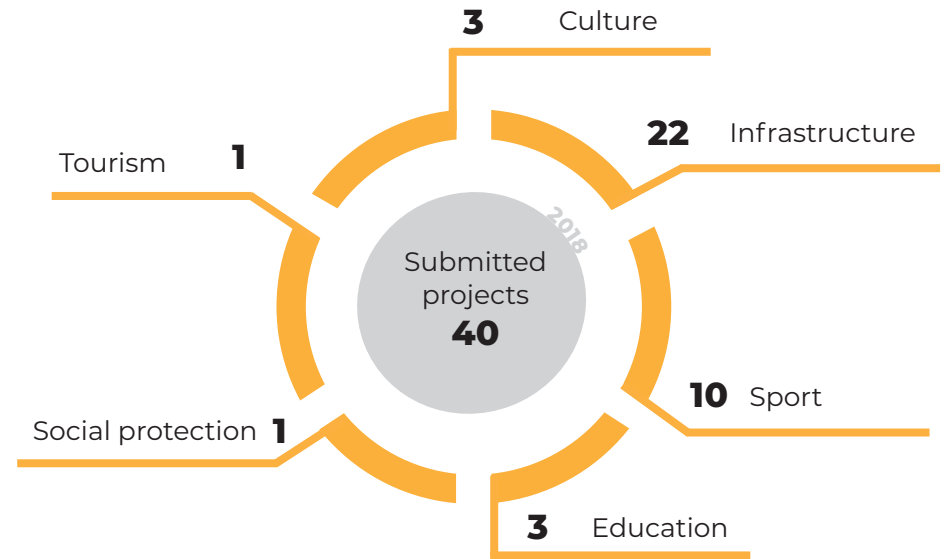 3 Culture
22 Infrastructure
Tourism 1
2018
Submitted
projects
40
10 Sport
Social protection 1
3 Education